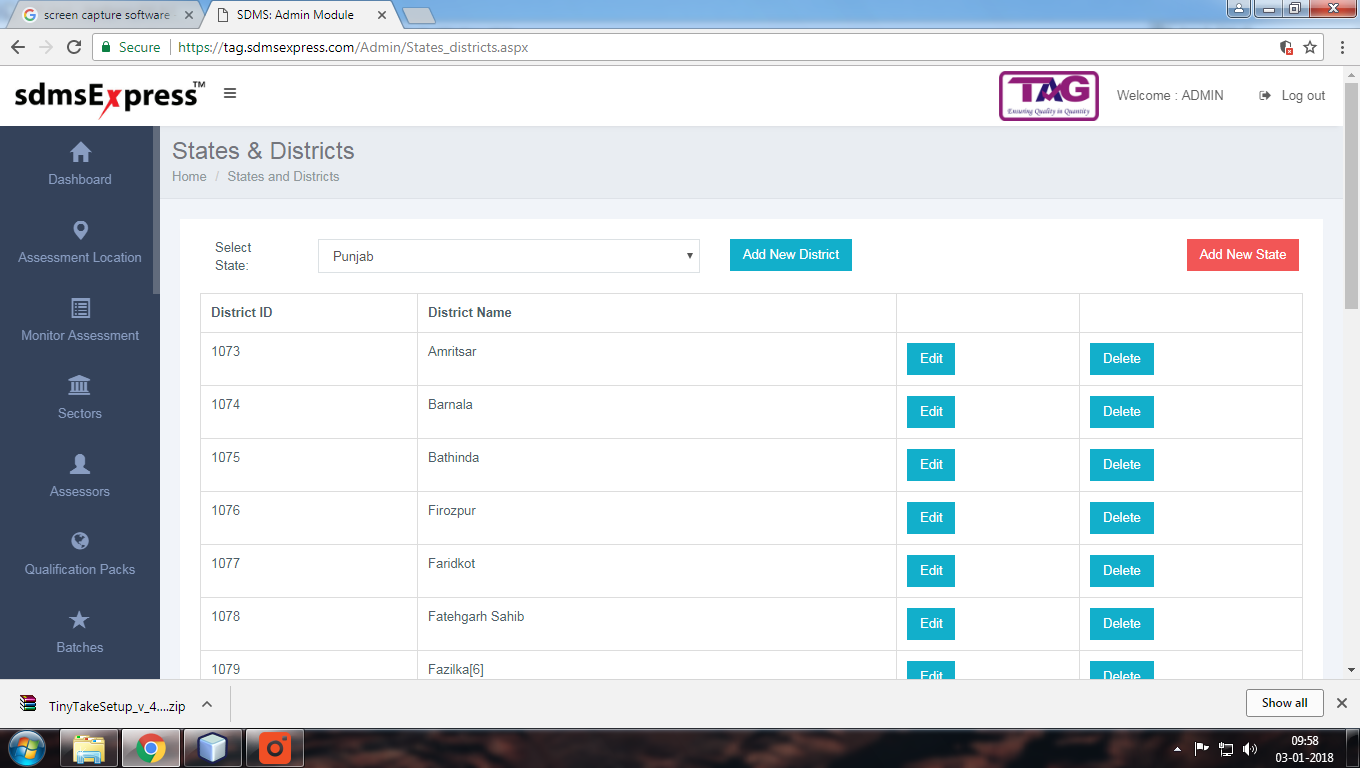 screen capture software
SDMS: Admin Module
Secure
https://tag.sdmsexpress.com/Admin/States_districts.aspx
sdmsExpress™
TAG
Ensuring Quality in Quantity
Welcome : ADMIN
Log out
Dashboard
Assessment Location
Monitor Assessment
Sectors
Assessors
Qualification Packs
Batches
States & Districts
Home / States and Districts
Select
State:
Punjab
Add New District
Add New State
District ID District Name
1073 Amritsar Edit Delete
1074 Barnala Edit Delete
1075 Bathinda Edit Delete
1076 Firozpur Edit Delete
1077 Faridkot Edit Delete
1078 Fatehgarh Sahib Edit Delete
1079 Fazilka[6] Edit Delete
TinyTakeSetup_v_4....zip
Show all
09:58
03-01-2018